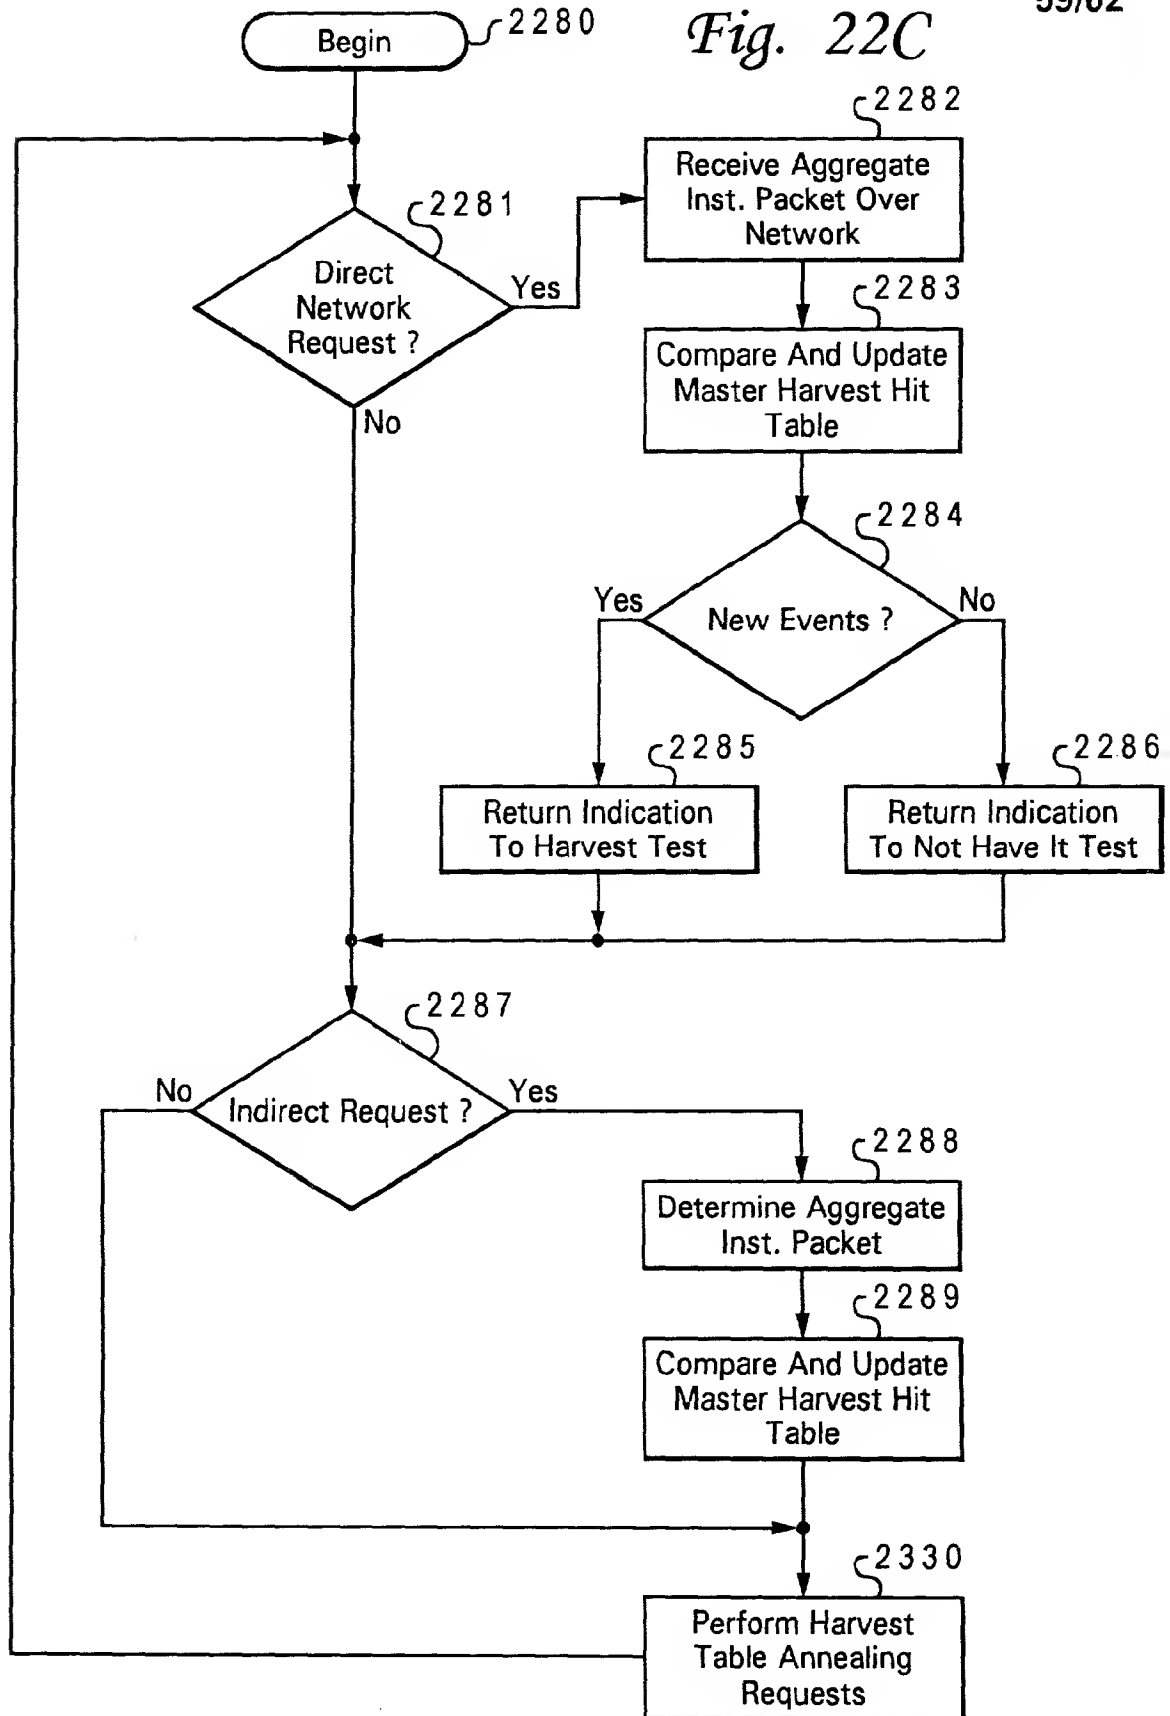 59/62
Fig. 22C
Begin
2280
2281
Direct
Network
Request ?
Yes
No
2282
Receive Aggregate
Inst. Packet Over
Network
2283
Compare And Update
Master Harvest Hit
Table
2284
New Events ?
Yes
No
2285
Return Indication
To Harvest Test
2286
Return Indication
To Not Have It Test
2287
Indirect Request ?
No
Yes
2288
Determine Aggregate
Inst. Packet
2289
Compare And Update
Master Harvest Hit
Table
2330
Perform Harvest
Table Annealing
Requests